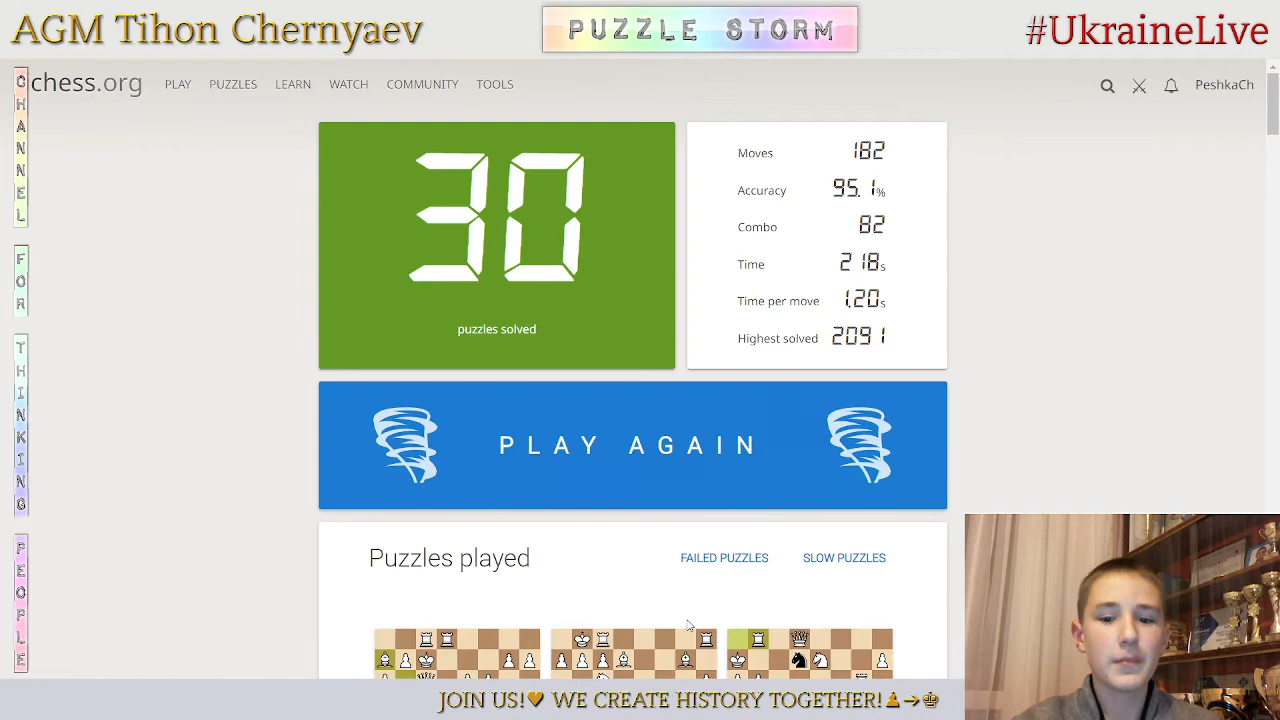 AGM Tihon Chernyaev
PUZZLE STORM
#UkraineLive
chess.org
PLAY
PUZZLES
LEARN
WATCH
COMMUNITY
TOOLS
PeshkaCh
CHANNEL
FOR
THINKING
PEOPLE
30
puzzles solved
Moves 182
Accuracy 95.1%
Combo 82
Time 218s
Time per move 1.20s
Highest solved 2091
PLAY AGAIN
Puzzles played
FAILED PUZZLES
SLOW PUZZLES
JOIN US!🧡 WE CREATE HISTORY TOGETHER!♟→♚